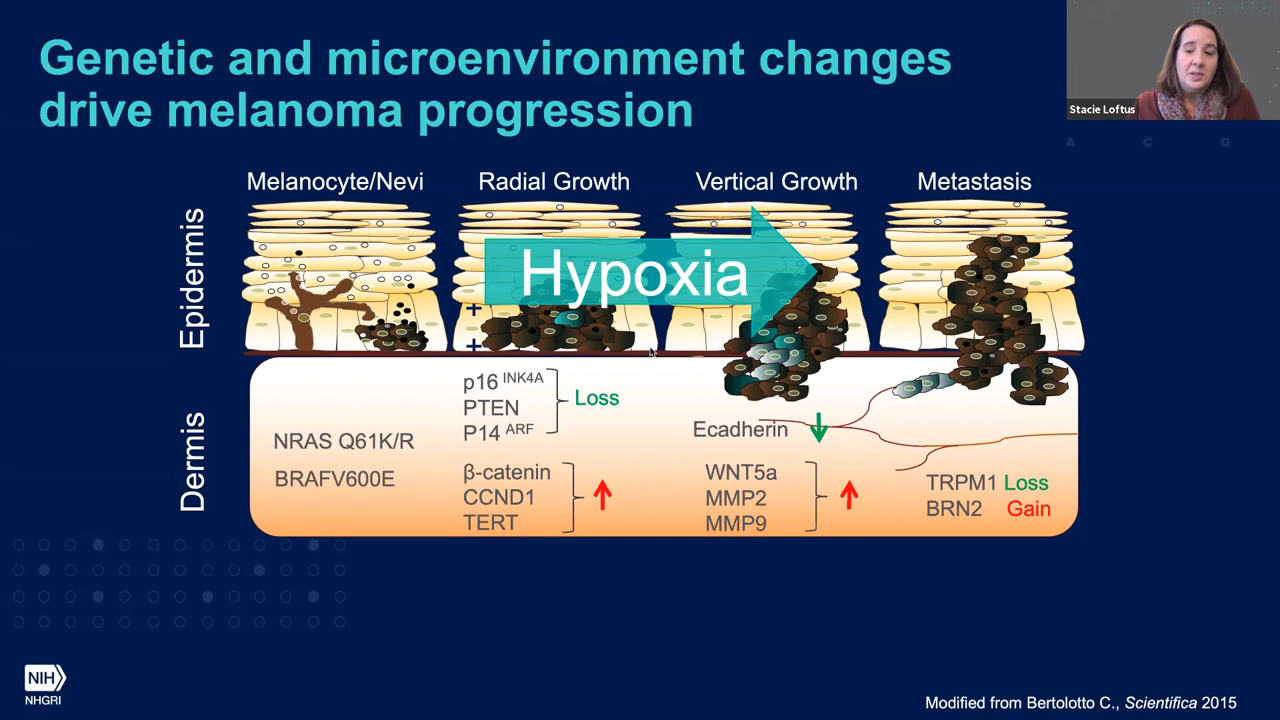 Genetic and microenvironment changes
drive melanoma progression
Stacie Loftus
A C G
Melanocyte/Nevi
Radial Growth
Vertical Growth
Metastasis
Epidermis
Hypoxia
+
+
Dermis
NRAS Q61K/R
BRAFV600E
p16 INK4A
PTEN
P14 ARF
Loss
β-catenin
CCND1
TERT
Ecadherin
WNT5a
MMP2
MMP9
TRPM1 Loss
BRN2 Gain
NIH
NHGRI
Modified from Bertolotto C., Scientifica 2015